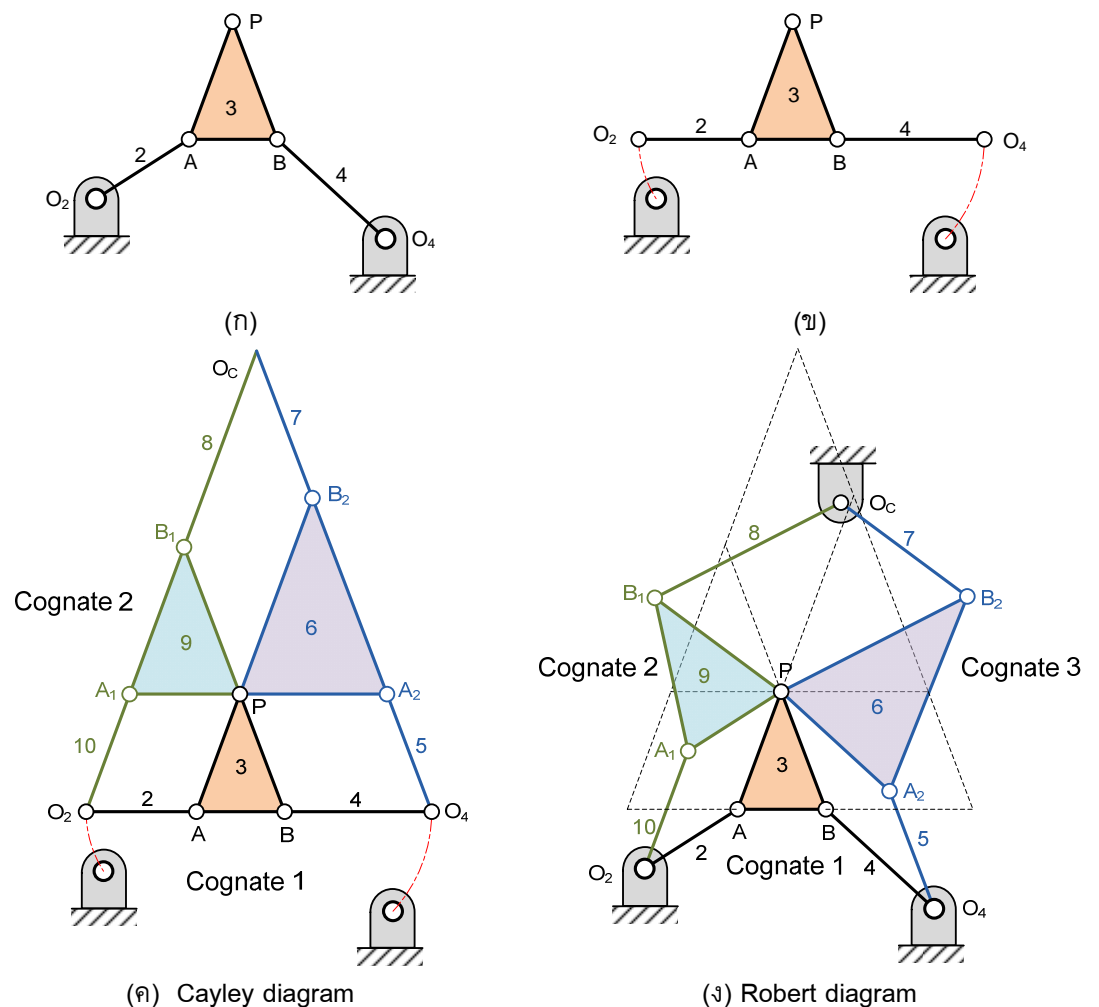 P
3
2
A
B
4
O₂
O₄
(ก)
P
3
O₂
2
A
B
4
O₄
(ข)
O_C
7
8
B₂
B₁
Cognate 2
9
6
A₁
P
A₂
10
3
5
O₂
2
A
B
4
O₄
Cognate 1
(ค) Cayley diagram
O_C
8
7
B₁
B₂
Cognate 2
P
Cognate 3
9
6
A₁
3
A₂
10
A
B
5
2
Cognate 1
4
O₂
O₄
(ง) Robert diagram